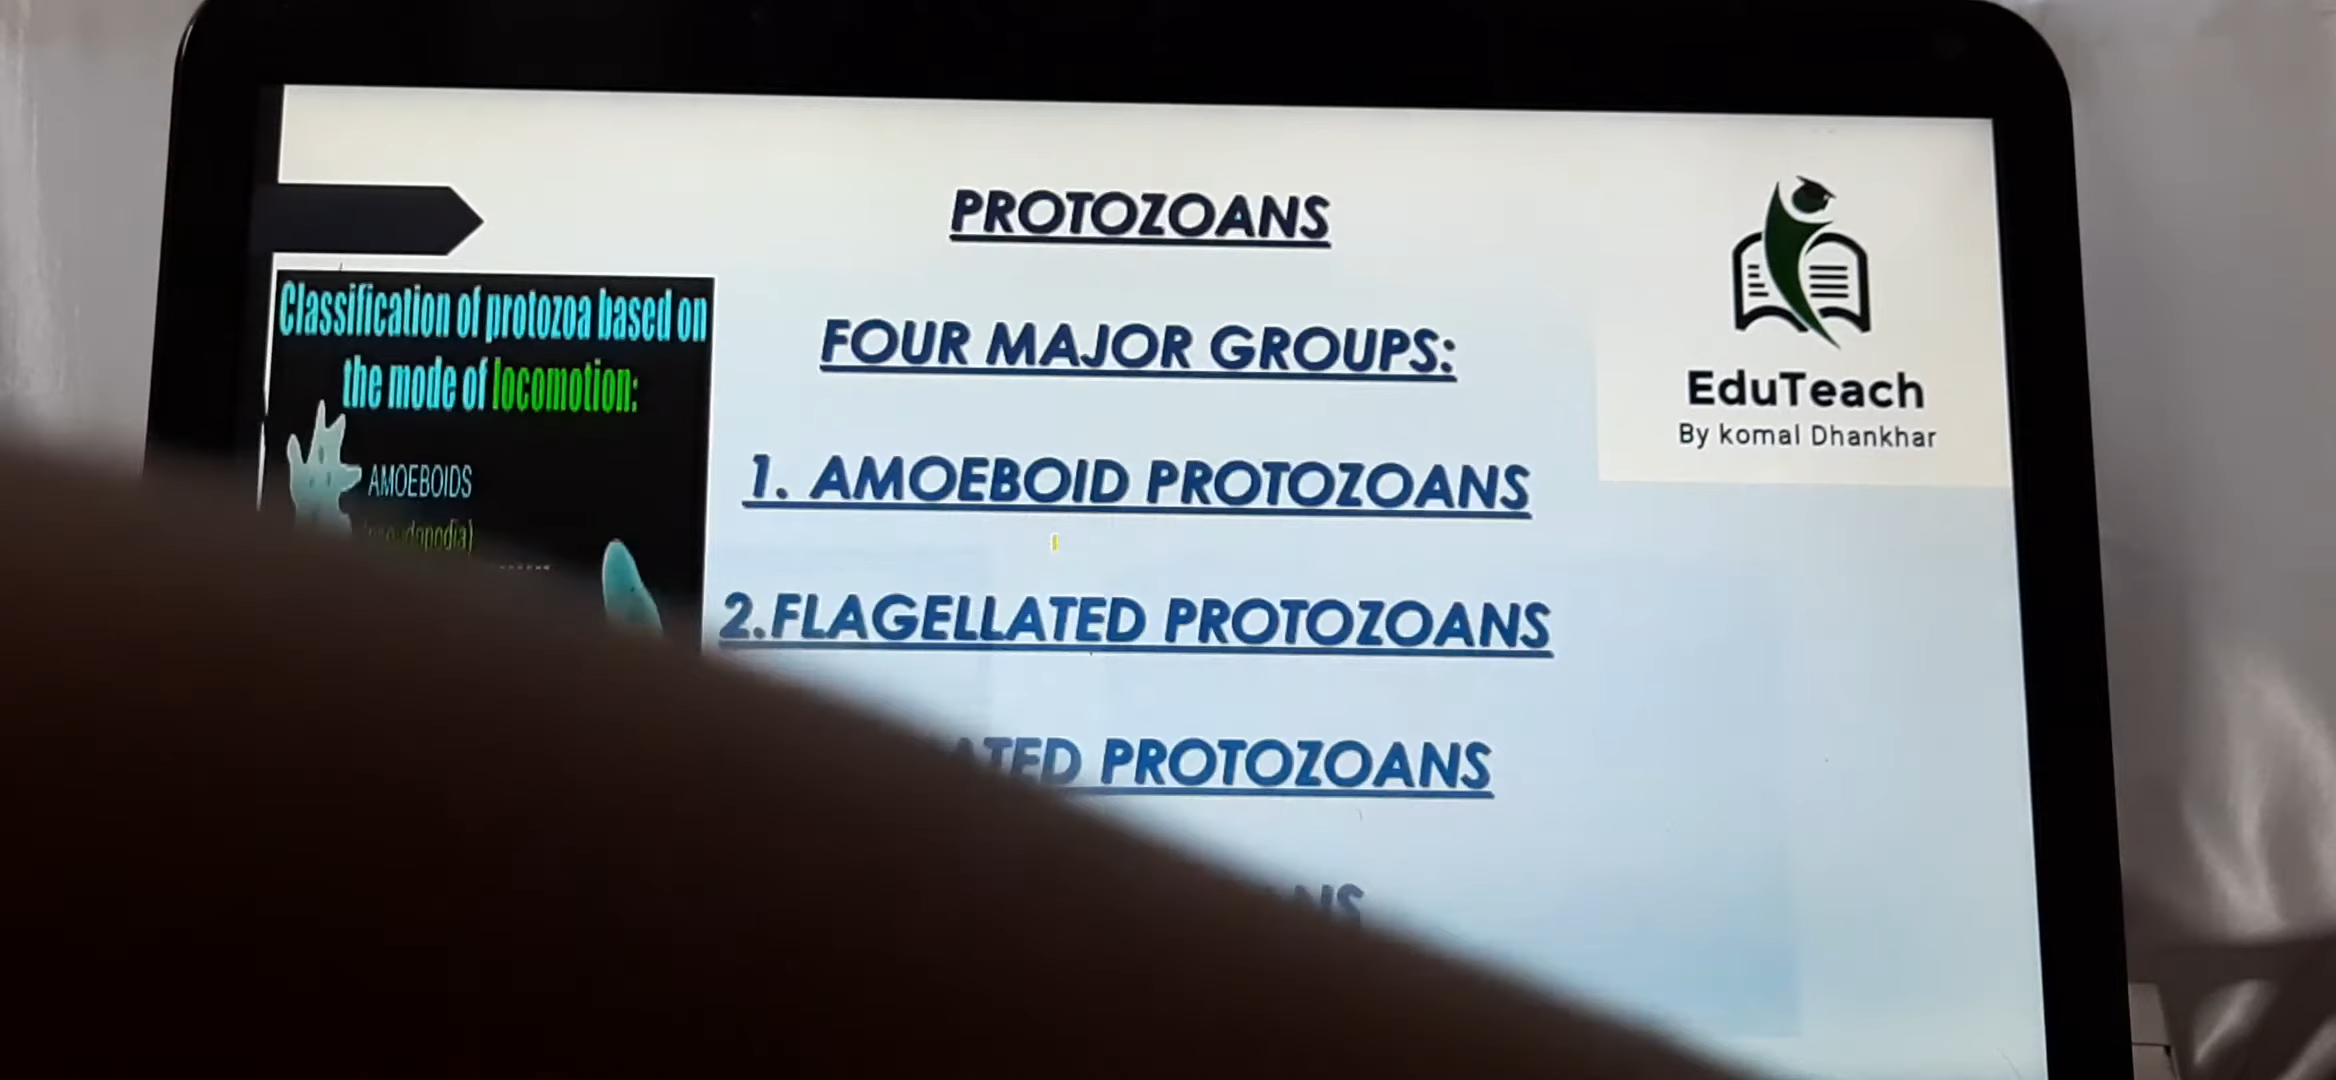 PROTOZOANS
FOUR MAJOR GROUPS:
1. AMOEBOID PROTOZOANS
2.FLAGELLATED PROTOZOANS
PROTOZOANS
Classification of protozoa based on
the mode of locomotion:
AMOEBOIDS
EduTeach
By komal Dhankhar